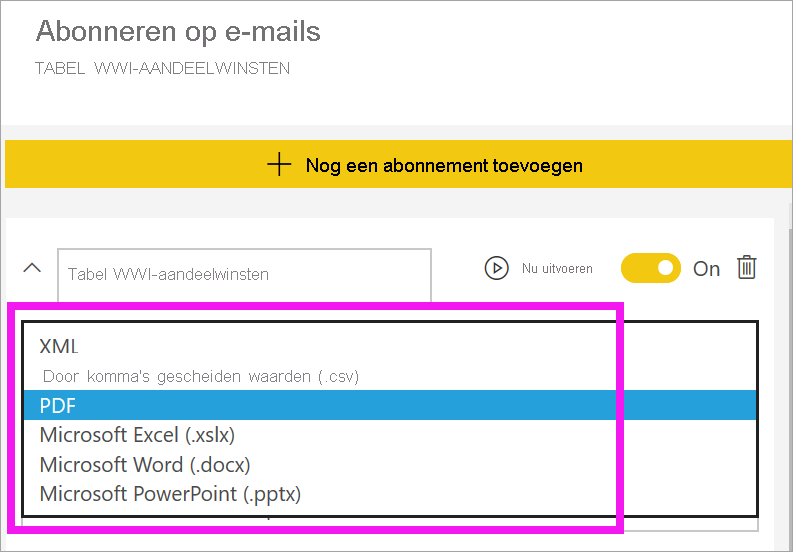 Abonneren op e-mails
TABEL WWI-AANDEELWINSTEN
Nog een abonnement toevoegen
Tabel WWI-aandeelwinsten
Nu uitvoeren
On
XML
Door komma's gescheiden waarden (.csv)
PDF
Microsoft Excel (.xslx)
Microsoft Word (.docx)
Microsoft PowerPoint (.pptx)